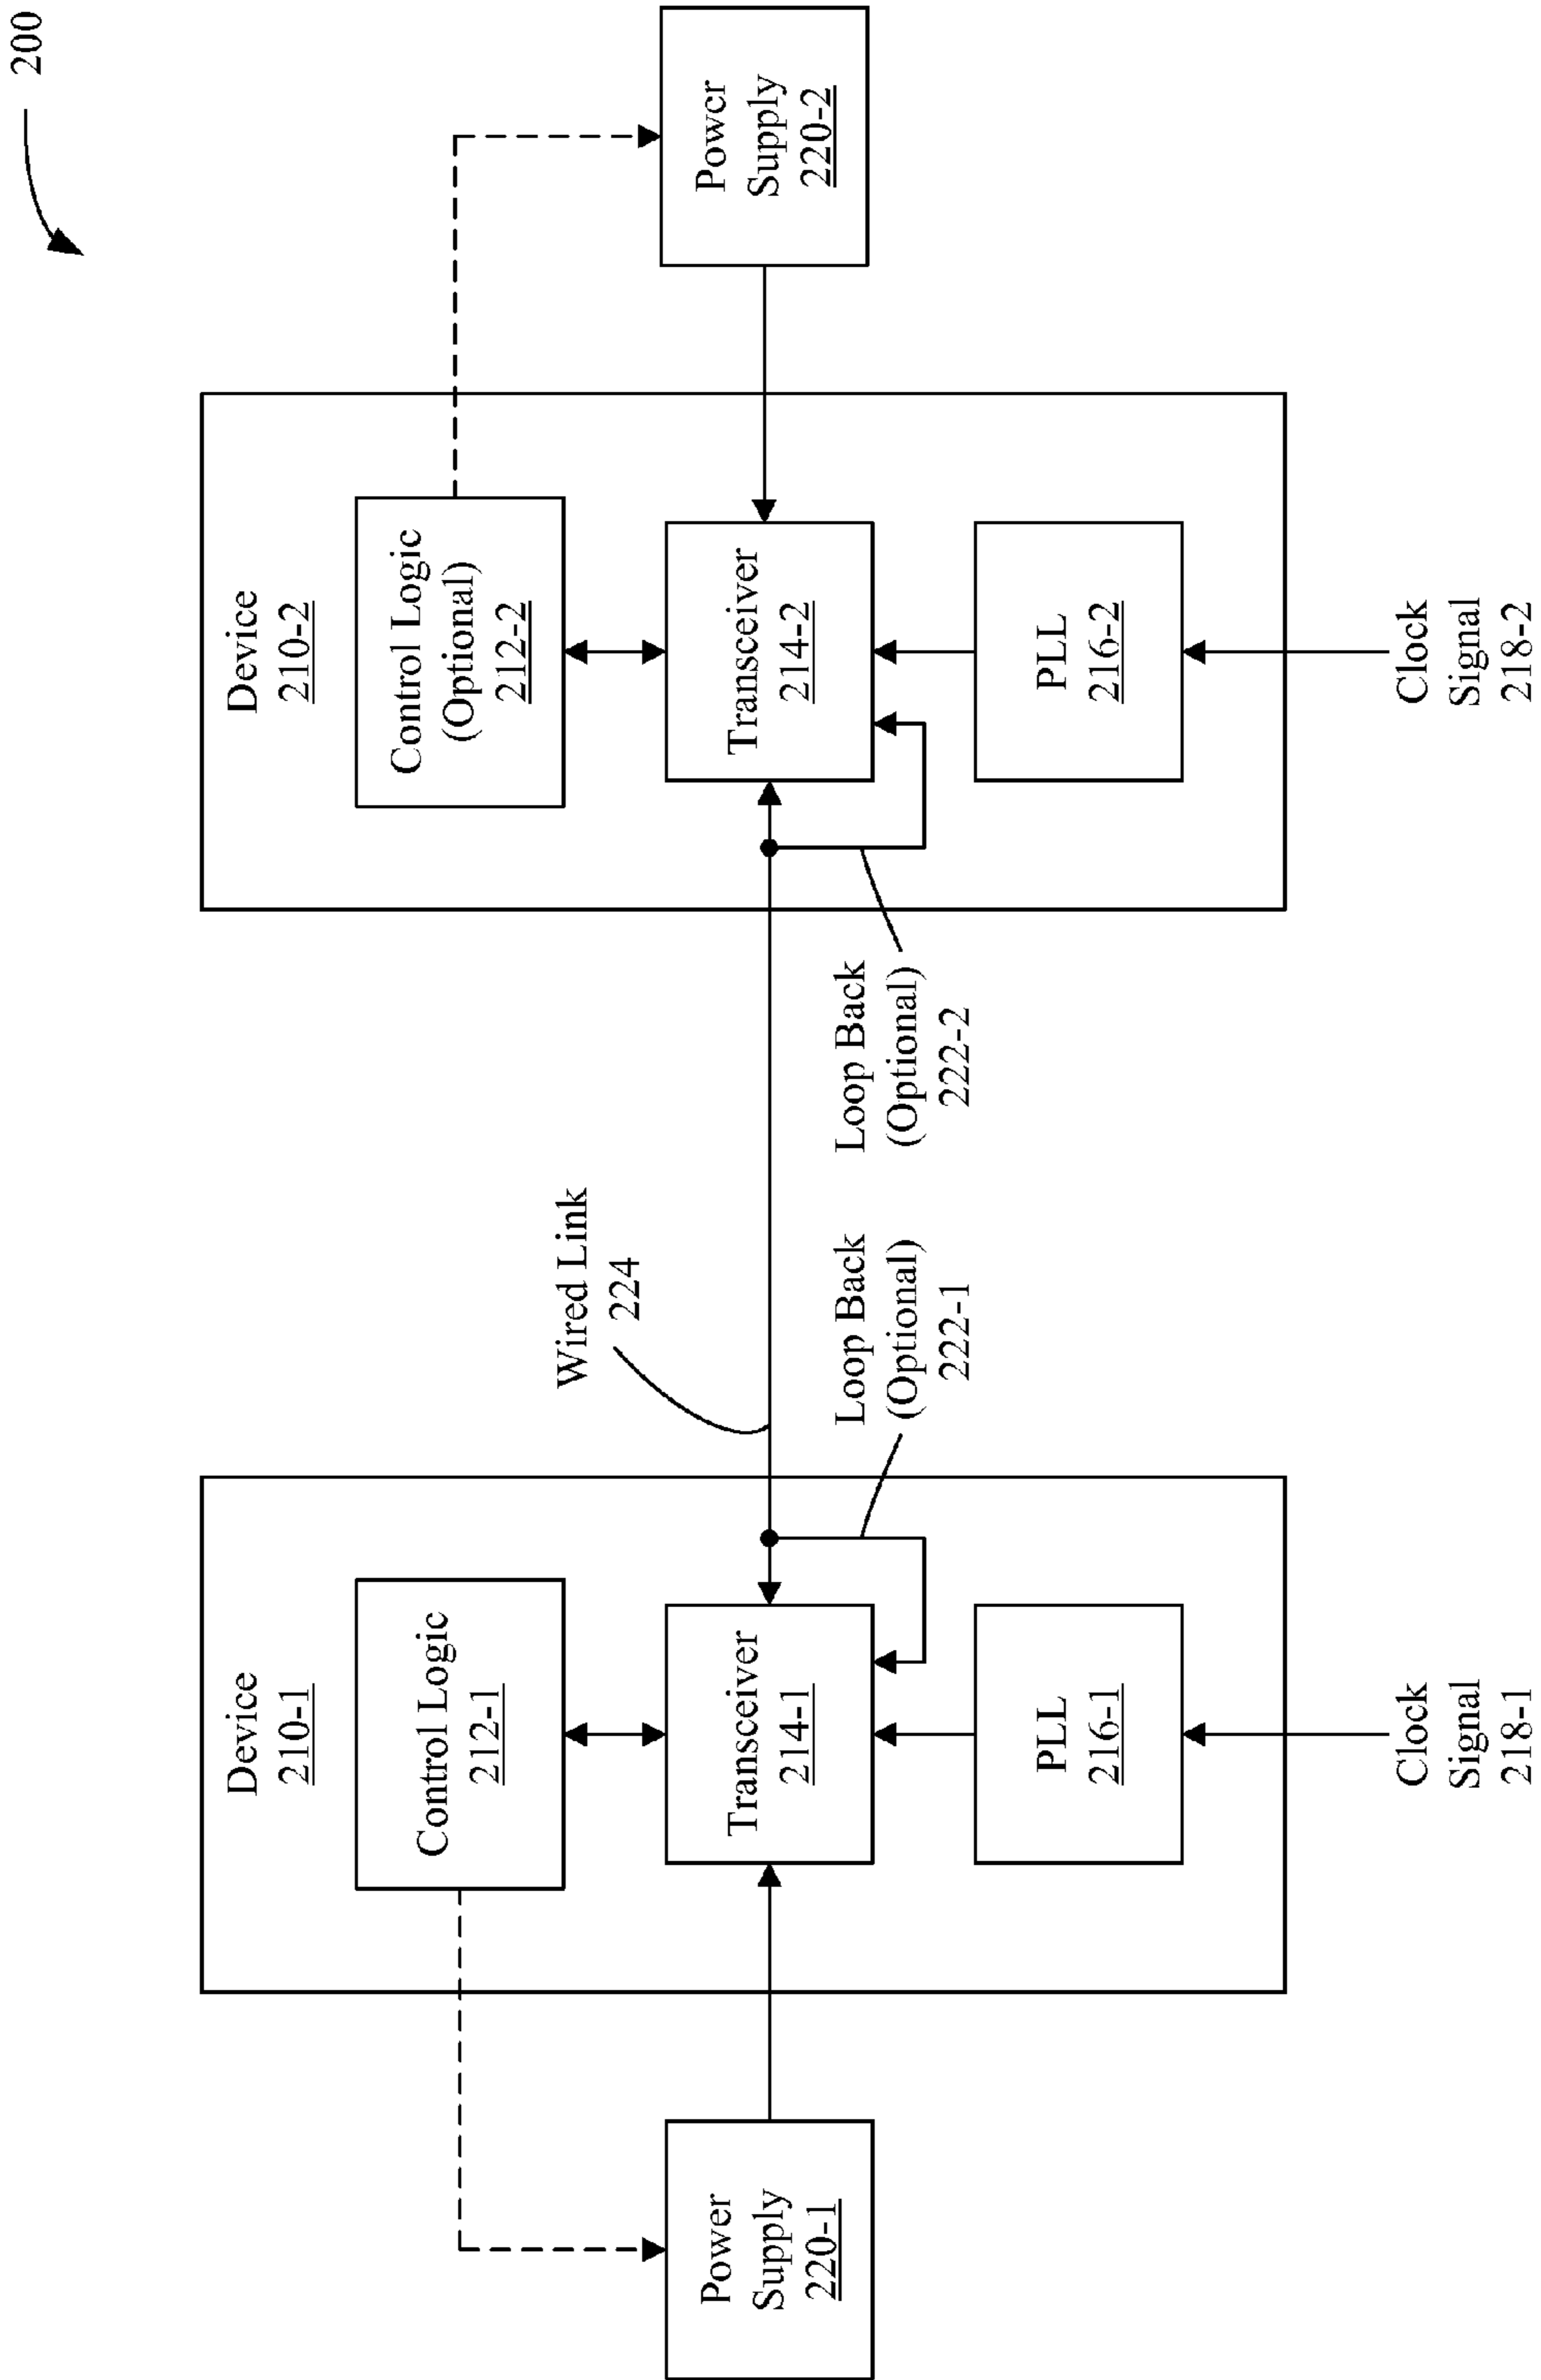 200
Device
210-1
Control Logic
212-1
Transceiver
214-1
PLL
216-1
Clock
Signal
218-1
Power
Supply
220-1
Wired Link
224
Loop Back
(Optional)
222-1
Loop Back
(Optional)
222-2
Device
210-2
Control Logic
(Optional)
212-2
Transceiver
214-2
PLL
216-2
Clock
Signal
218-2
Power
Supply
220-2